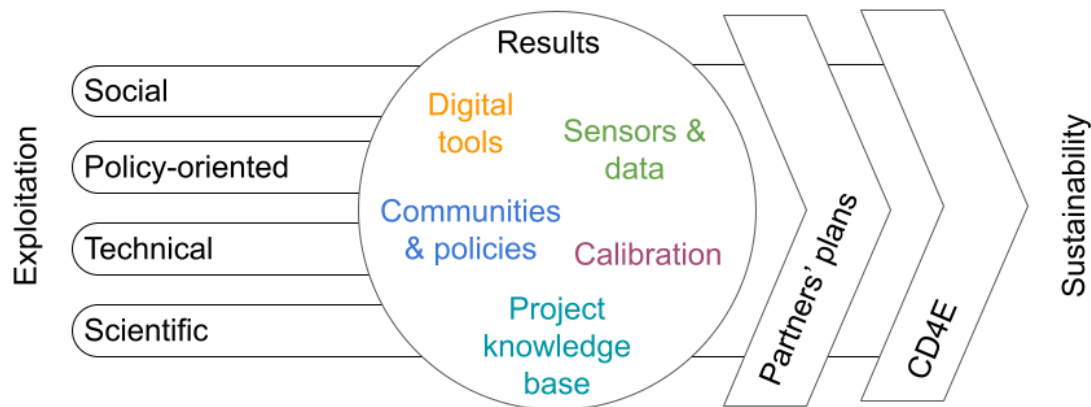 Exploitation
Social
Policy-oriented
Technical
Scientific
Results
Digital
tools
Sensors &
data
Communities
& policies
Calibration
Project
knowledge
base
Partners’ plans
CD4E
Sustainability